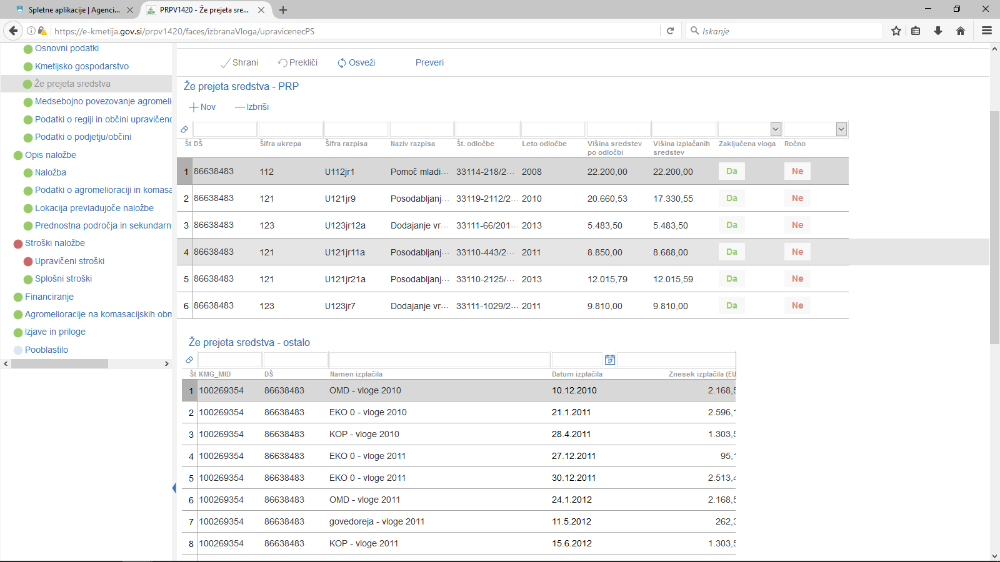 Spletne aplikacije | Agenci...
PRPV1420 - Že prejeta sre...
https://e-kmetija.gov.si/prpv1420/faces/izbranaVloga/upravicenecPS
Iskanje
Osnovni podatki
Kmetijsko gospodarstvo
Že prejeta sredstva
Medsebojno povezovanje agromeli
Podatki o regiji in občini upravičenc
Podatki o podjetju/občini
Opis naložbe
Naložba
Podatki o agromelioraciji in komasa
Lokacija prevladujoče naložbe
Prednostna področja in sekundarn
Stroški naložbe
Upravičeni stroški
Splošni stroški
Financiranje
Agromelioracije na komasacijskih obm
Izjave in priloge
Pooblastilo
Shrani Prekliči Osveži Preveri
Že prejeta sredstva - PRP
Nov Izbriši
Št DŠ Šifra ukrepa Šifra razpisa Naziv razpisa Št. odločbe Leto odločbe Višina sredstev po odločbi Višina izplačanih sredstev Zaključena vloga Ročno
1 86638483 112 U112jr1 Pomoč mladi... 33114-218/2... 2008 22.200,00 22.200,00 Da Ne
2 86638483 121 U121jr9 Posodabljanj... 33119-2112/2... 2010 20.660,53 17.330,55 Da Ne
3 86638483 123 U123jr12a Dodajanje vr... 33111-66/201... 2013 5.483,50 5.483,50 Da Ne
4 86638483 121 U121jr11a Posodabljanj... 33110-443/2... 2011 8.850,00 8.688,00 Da Ne
5 86638483 121 U121jr21a Posodabljanj... 33110-2125/... 2013 12.015,79 12.015,59 Da Ne
6 86638483 123 U123jr7 Dodajanje vr... 33111-1029/2... 2011 9.810,00 9.810,00 Da Ne
Že prejeta sredstva - ostalo
17
Št KMG_MID DŠ Namen izplačila Datum izplačila Znesek izplačila (EU
1 100269354 86638483 OMD - vloge 2010 10.12.2010 2.168,5
2 100269354 86638483 EKO 0 - vloge 2010 21.1.2011 2.596,1
3 100269354 86638483 KOP - vloge 2010 28.4.2011 1.303,5
4 100269354 86638483 EKO 0 - vloge 2011 27.12.2011 95,1
5 100269354 86638483 EKO 0 - vloge 2011 30.12.2011 2.513,4
6 100269354 86638483 OMD - vloge 2011 24.1.2012 2.168,5
7 100269354 86638483 govedoreja - vloge 2011 11.5.2012 262,3
8 100269354 86638483 KOP - vloge 2011 15.6.2012 1.303,5